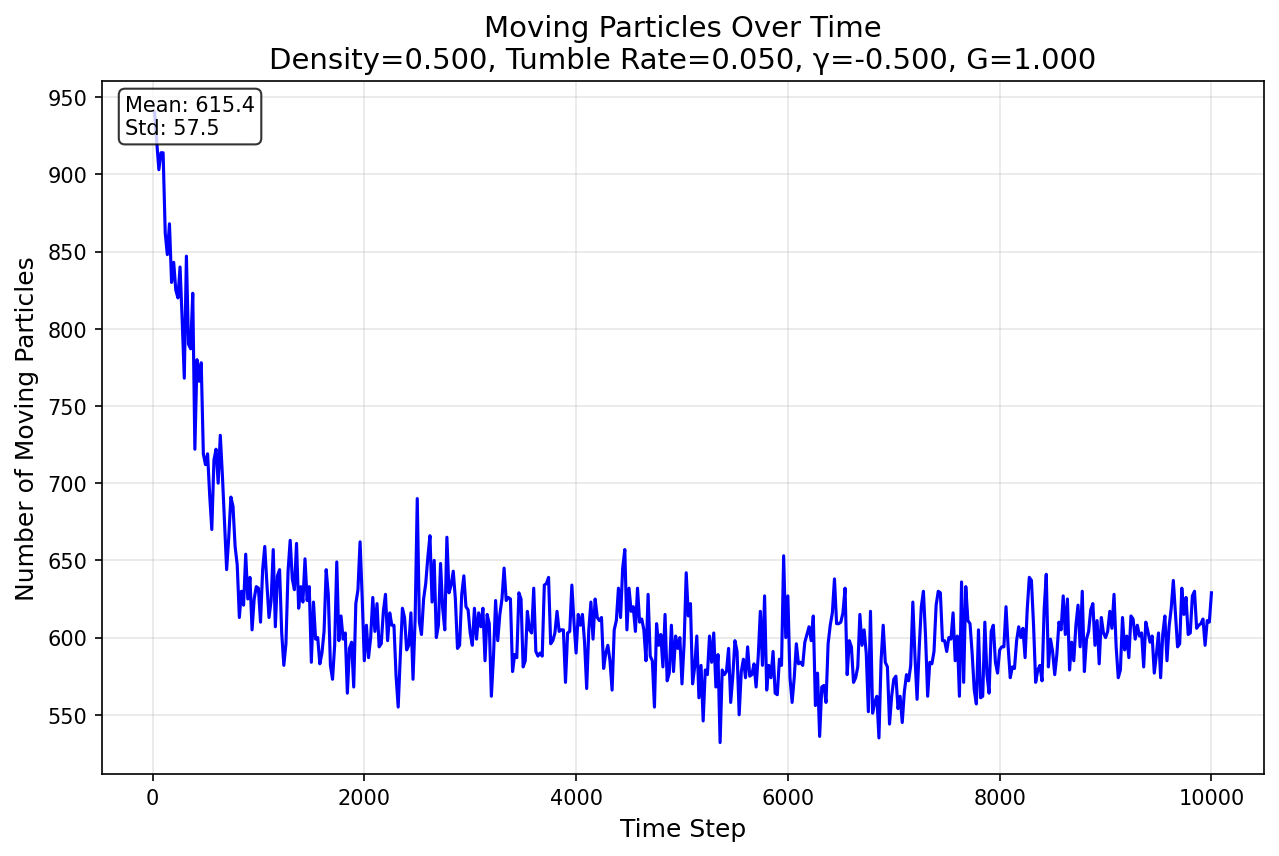 Moving Particles Over Time
Density=0.500, Tumble Rate=0.050, γ=-0.500, G=1.000
Mean: 615.4
Std: 57.5
950
900
850
800
750
700
650
600
550
Number of Moving Particles
0
2000
4000
6000
8000
10000
Time Step